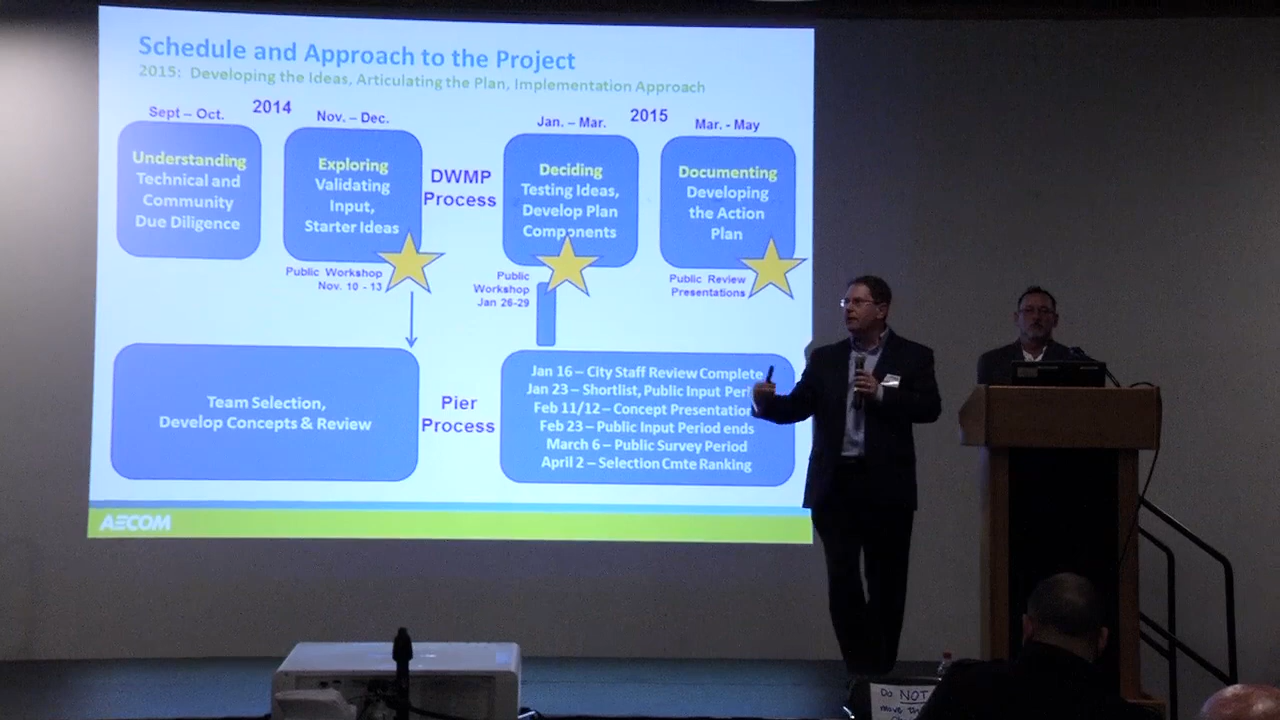 Schedule and Approach to the Project
2015: Developing the Ideas, Articulating the Plan, Implementation Approach
2014
2015
Sept – Oct.
Nov. – Dec.
Jan. – Mar.
Mar. - May
Understanding
Technical and
Community
Due Diligence
Exploring
Validating
Input,
Starter Ideas
DWMP
Process
Deciding
Testing Ideas,
Develop Plan
Components
Documenting
Developing
the Action
Plan
Public Workshop
Nov. 10 - 13
Public
Workshop
Jan 26-29
Public Review
Presentations
Team Selection,
Develop Concepts & Review
Pier
Process
Jan 16 – City Staff Review Complete
Jan 23 – Shortlist, Public Input
Feb 11/12 – Concept
Feb 23 – Public Input Period ends
March 6 – Public Survey Period
April 2 – Selection Cmte Ranking
AECOM
Do NOT
move